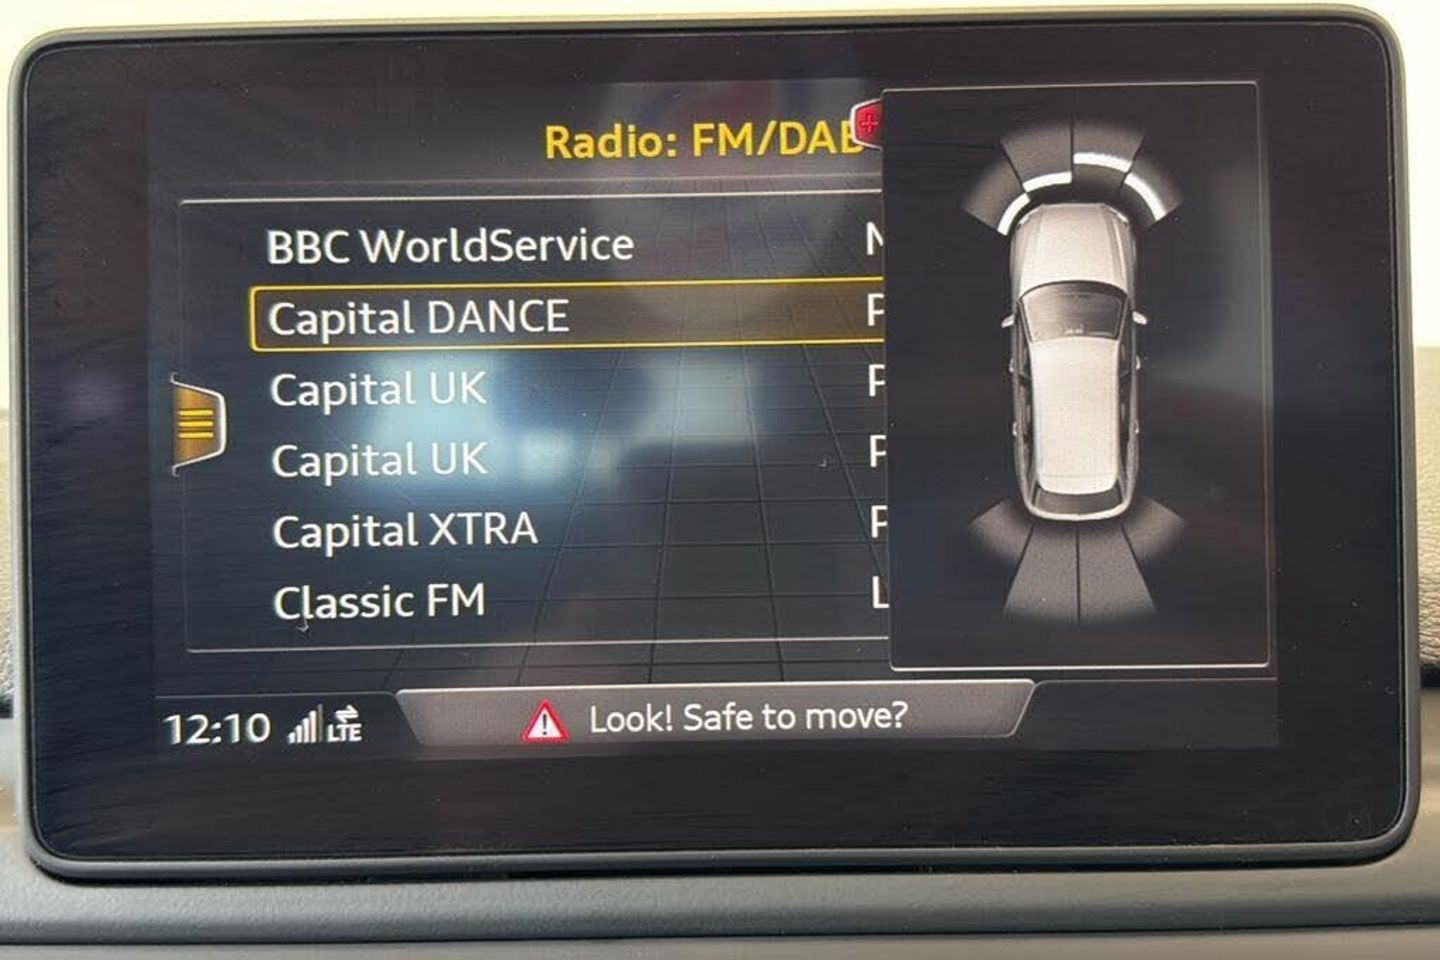 Radio: FM/DAB
BBC WorldService N
Capital DANCE P
Capital UK P
Capital UK P
Capital XTRA P
Classic FM L
12:10 LTE Look! Safe to move?